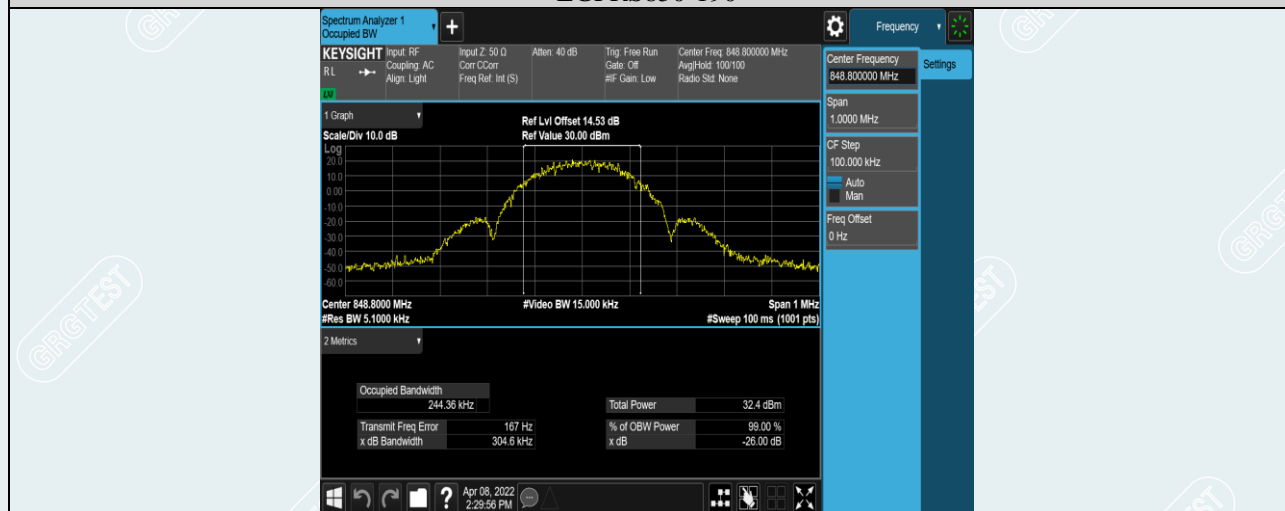 Spectrum Analyzer 1
Occupied BW
+
Frequency
KEYSIGHT
RL
LXI
Input: RF
Coupling: AC
Align: Light
Input Z: 50 Ω
Corr CCorr
Freq Ref: Int (S)
Atten: 40 dB
Trig: Free Run
Gate: Off
#IF Gain: Low
Center Freq: 848.800000 MHz
Avg|Hold: 100/100
Radio Std: None
Center Frequency
848.800000 MHz
Settings
Span
1.0000 MHz
CF Step
100.000 kHz
Auto
Man
Freq Offset
0 Hz
1 Graph
Scale/Div 10.0 dB
Ref Lvl Offset 14.53 dB
Ref Value 30.00 dBm
Log
20.0
10.0
0.00
-10.0
-20.0
-30.0
-40.0
-50.0
-60.0
Center 848.8000 MHz
#Video BW 15.000 kHz
Span 1 MHz
#Res BW 5.1000 kHz
#Sweep 100 ms (1001 pts)
2 Metrics
Occupied Bandwidth
244.36 kHz
Total Power 32.4 dBm
Transmit Freq Error 167 Hz
% of OBW Power 99.00 %
x dB Bandwidth 304.6 kHz
x dB -26.00 dB
?
Apr 08, 2022
2:29:56 PM
GRGTEST
GRGTEST